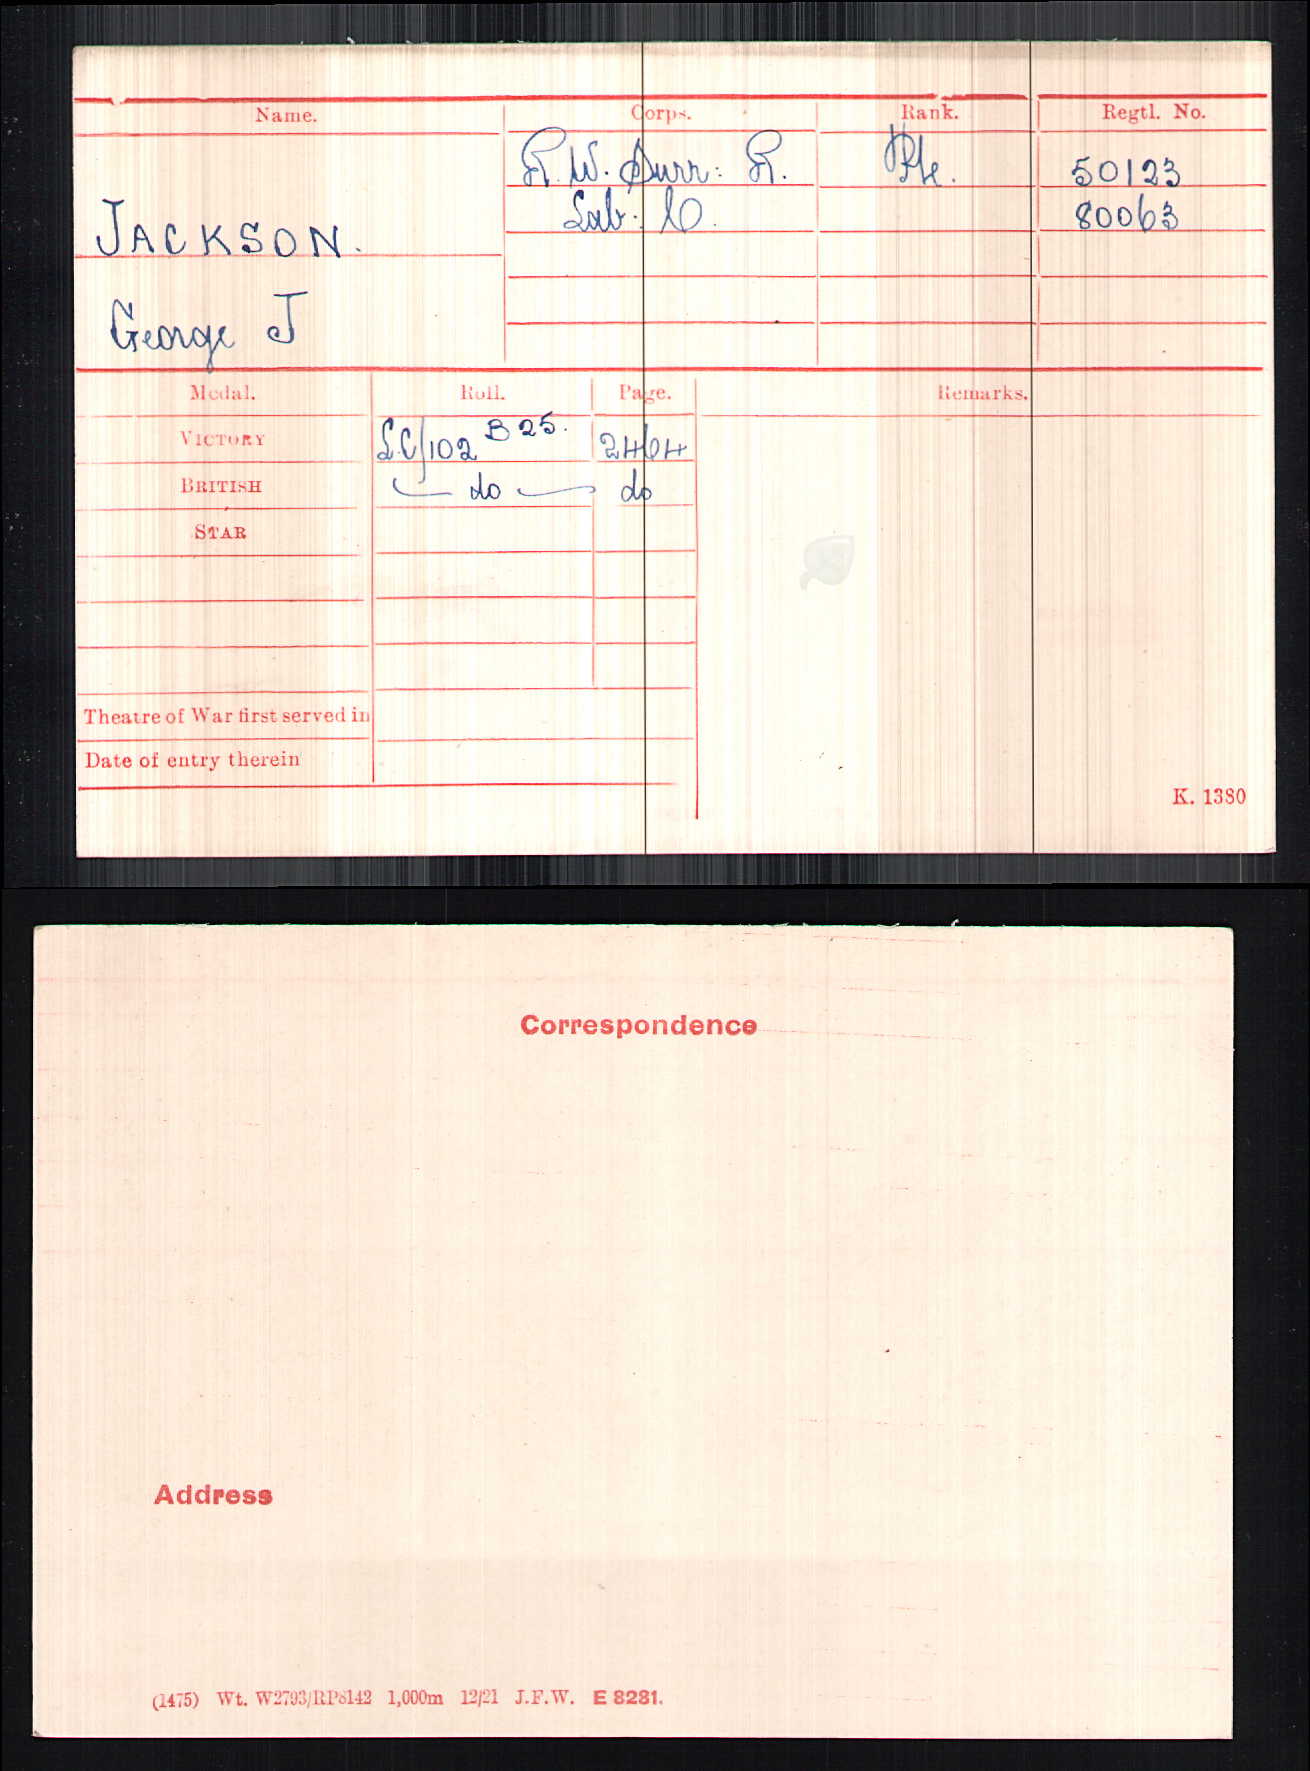 Name. Corps. Rank. Regtl. No.
R. W. Surr: R. Pte. 50123
Lab: C. 80063
JACKSON.
George J
Medal. Roll. Page. Remarks.
VICTORY LC/102 B25. 2464
BRITISH do do
STAR
Theatre of War first served in
Date of entry therein
K. 1380
Correspondence
Address
(1475) Wt. W2793/RP6142 1,000m 12/21 J.F.W. E 8281.